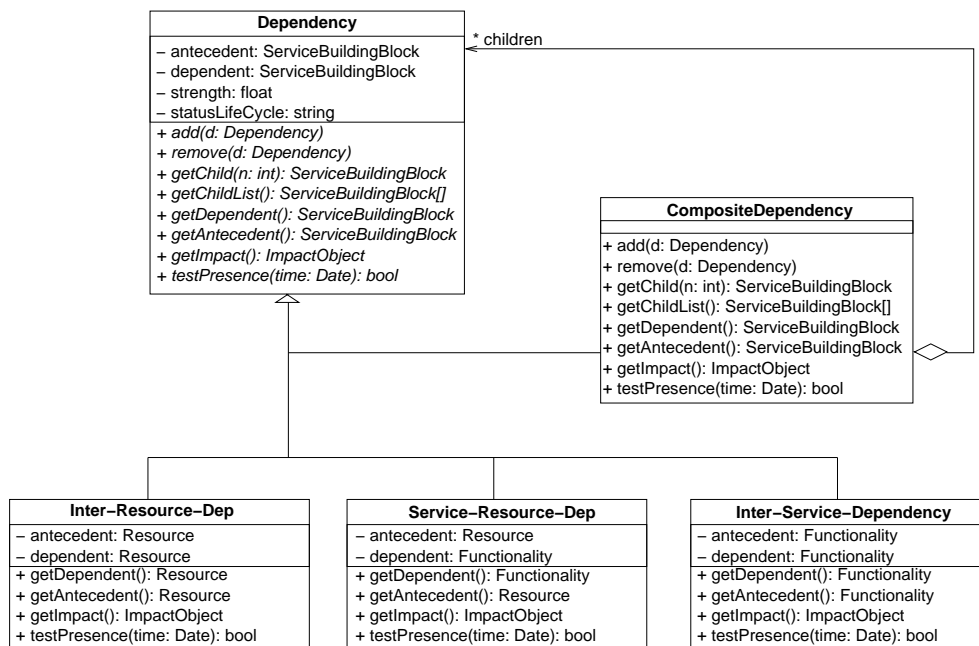 Dependency
– antecedent: ServiceBuildingBlock
– dependent: ServiceBuildingBlock
– strength: float
– statusLifeCycle: string
+ add(d: Dependency)
+ remove(d: Dependency)
+ getChild(n: int): ServiceBuildingBlock
+ getChildList(): ServiceBuildingBlock[]
+ getDependent(): ServiceBuildingBlock
+ getAntecedent(): ServiceBuildingBlock
+ getImpact(): ImpactObject
+ testPresence(time: Date): bool
* children
CompositeDependency
+ add(d: Dependency)
+ remove(d: Dependency)
+ getChild(n: int): ServiceBuildingBlock
+ getChildList(): ServiceBuildingBlock[]
+ getDependent(): ServiceBuildingBlock
+ getAntecedent(): ServiceBuildingBlock
+ getImpact(): ImpactObject
+ testPresence(time: Date): bool
Inter–Resource–Dep
– antecedent: Resource
– dependent: Resource
+ getDependent(): Resource
+ getAntecedent(): Resource
+ getImpact(): ImpactObject
+ testPresence(time: Date): bool
Service–Resource–Dep
– antecedent: Resource
– dependent: Functionality
+ getDependent(): Functionality
+ getAntecedent(): Resource
+ getImpact(): ImpactObject
+ testPresence(time: Date): bool
Inter–Service–Dependency
– antecedent: Functionality
– dependent: Functionality
+ getDependent(): Functionality
+ getAntecedent(): Functionality
+ getImpact(): ImpactObject
+ testPresence(time: Date): bool